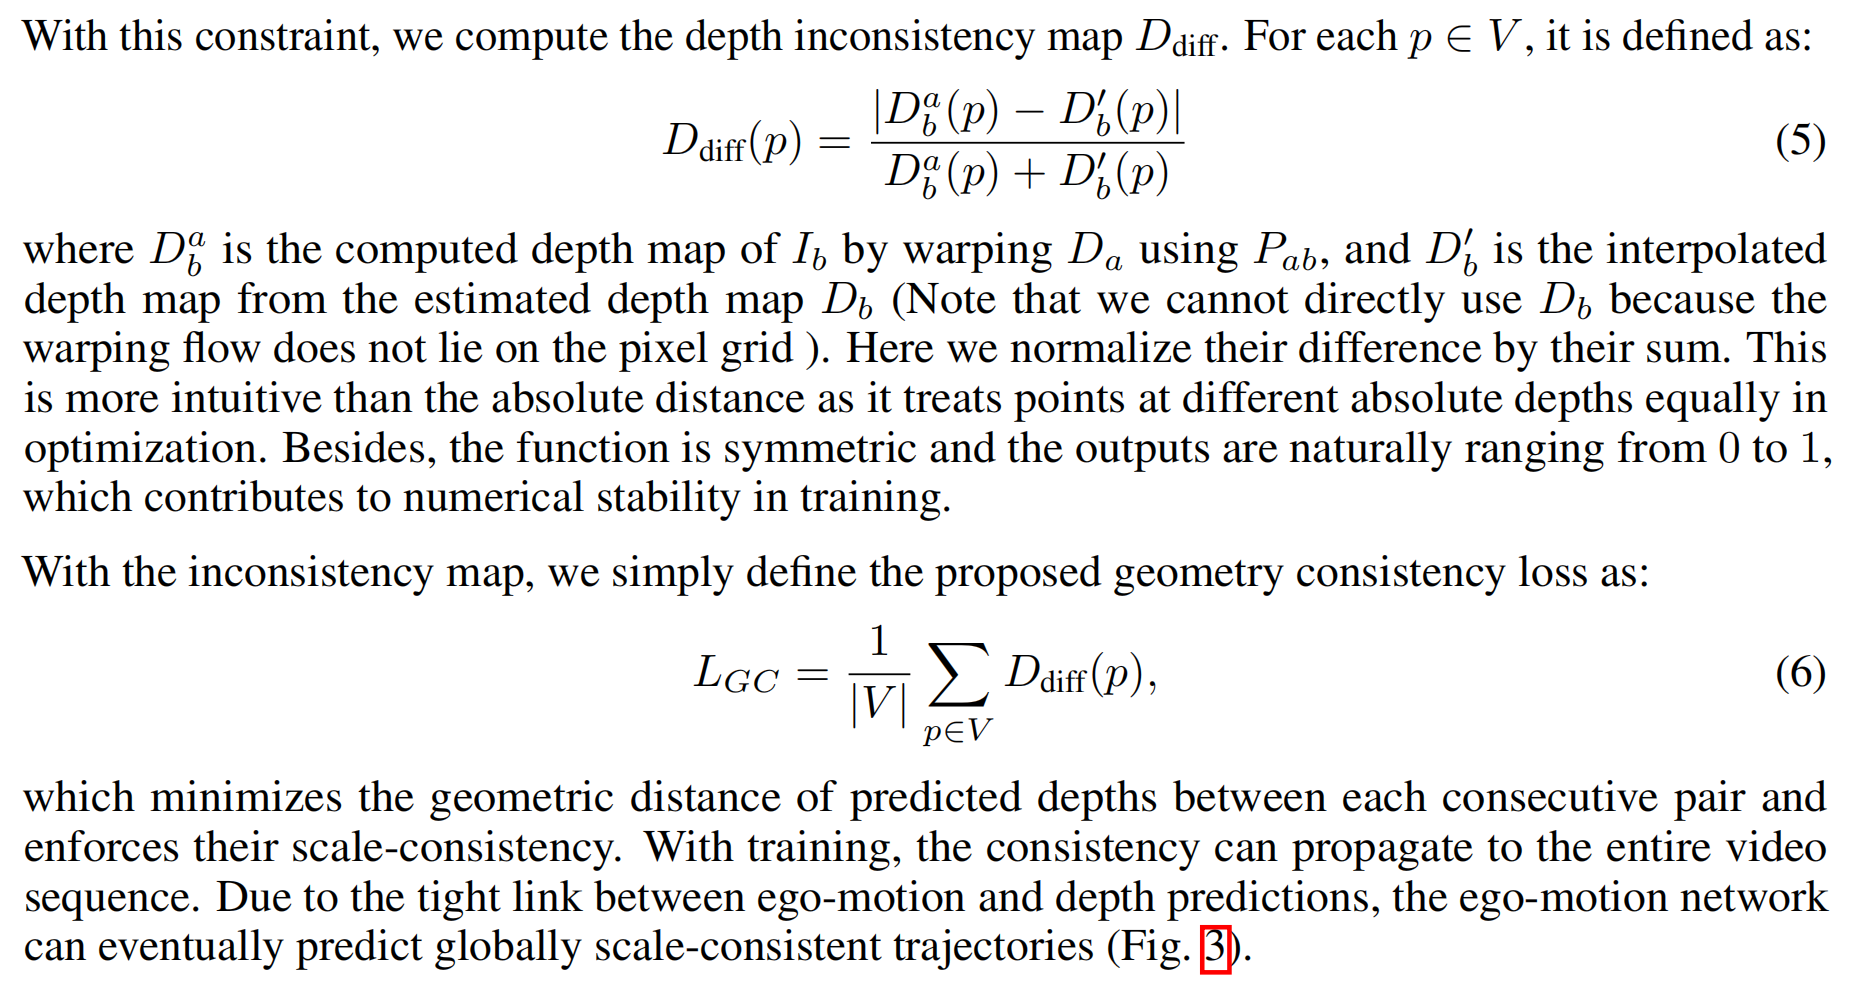 With this constraint, we compute the depth inconsistency map $D_{\text{diff}}$. For each $p \in V$, it is defined as:
$$D_{\text{diff}}(p) = \frac{|D_b^a(p) - D_b'(p)|}{D_b^a(p) + D_b'(p)} \quad (5)$$
where $D_b^a$ is the computed depth map of $I_b$ by warping $D_a$ using $P_{ab}$, and $D_b'$ is the interpolated
depth map from the estimated depth map $D_b$ (Note that we cannot directly use $D_b$ because the
warping flow does not lie on the pixel grid ). Here we normalize their difference by their sum. This
is more intuitive than the absolute distance as it treats points at different absolute depths equally in
optimization. Besides, the function is symmetric and the outputs are naturally ranging from 0 to 1,
which contributes to numerical stability in training.
With the inconsistency map, we simply define the proposed geometry consistency loss as:
$$L_{GC} = \frac{1}{|V|} \sum_{p \in V} D_{\text{diff}}(p), \quad (6)$$
which minimizes the geometric distance of predicted depths between each consecutive pair and
enforces their scale-consistency. With training, the consistency can propagate to the entire video
sequence. Due to the tight link between ego-motion and depth predictions, the ego-motion network
can eventually predict globally scale-consistent trajectories (Fig. 3).